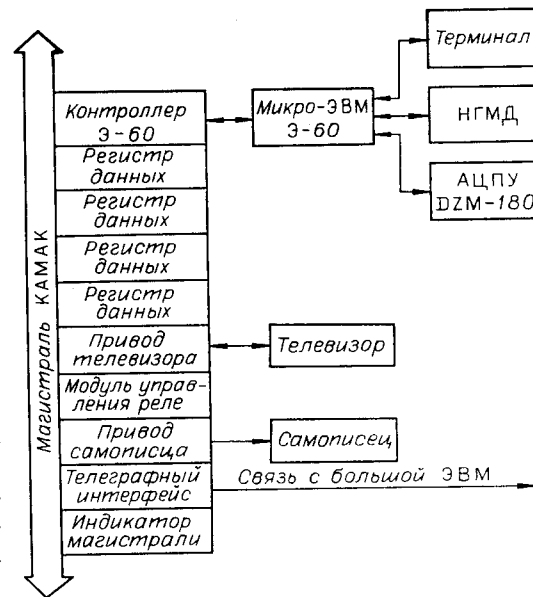 Терминал
Контроллер
Э-60
Микро-ЭВМ
Э-60
НГМД
АЦПУ
DZM-180
Магистраль КАМАК
Регистр
данных
Регистр
данных
Регистр
данных
Регистр
данных
Привод
телевизора
Телевизор
Модуль управ-
ления реле
Привод
самописца
Самописец
Телеграфный
интерфейс
Связь с большой ЭВМ
Индикатор
магистрали